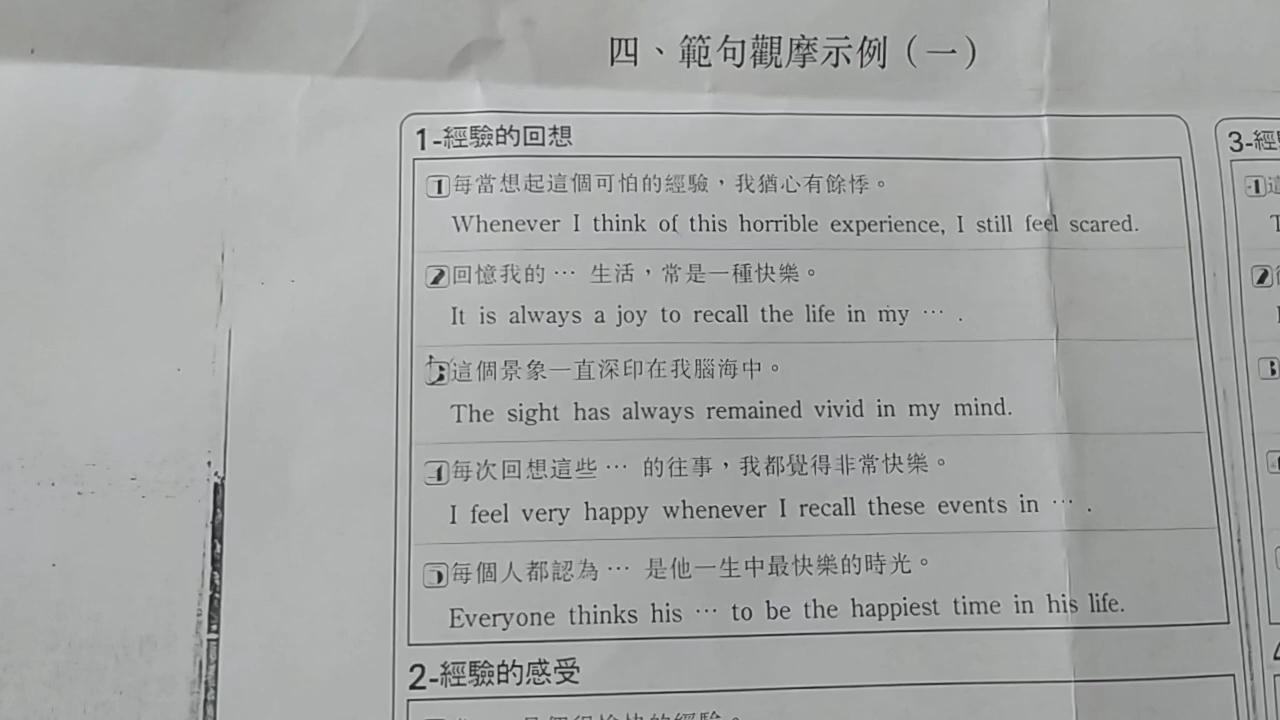 四、範句觀摩示例（一）
1-經驗的回想
1 每當想起這個可怕的經驗，我猶心有餘悸。
Whenever I think of this horrible experience, I still feel scared.
2 回憶我的 … 生活，常是一種快樂。
It is always a joy to recall the life in my … .
3 這個景象一直深印在我腦海中。
The sight has always remained vivid in my mind.
4 每次回想這些 … 的往事，我都覺得非常快樂。
I feel very happy whenever I recall these events in … .
5 每個人都認為 … 是他一生中最快樂的時光。
Everyone thinks his … to be the happiest time in his life.
2-經驗的感受
3-經
1
2
3